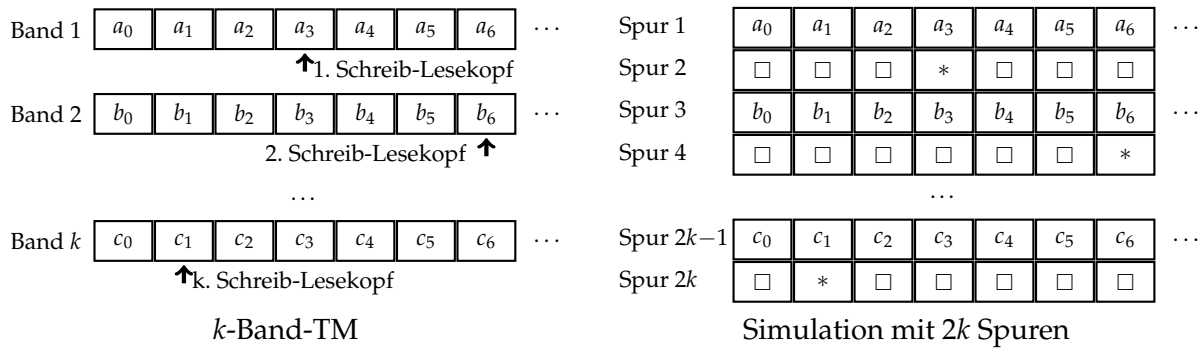 Band 1 a0 a1 a2 a3 a4 a5 a6 ···
1. Schreib-Lesekopf
Band 2 b0 b1 b2 b3 b4 b5 b6 ···
2. Schreib-Lesekopf
···
Band k c0 c1 c2 c3 c4 c5 c6 ···
k. Schreib-Lesekopf
k-Band-TM
Spur 1 a0 a1 a2 a3 a4 a5 a6 ···
Spur 2 □ □ □ * □ □ □
Spur 3 b0 b1 b2 b3 b4 b5 b6 ···
Spur 4 □ □ □ □ □ □ *
···
Spur 2k−1 c0 c1 c2 c3 c4 c5 c6 ···
Spur 2k □ * □ □ □ □ □
Simulation mit 2k Spuren